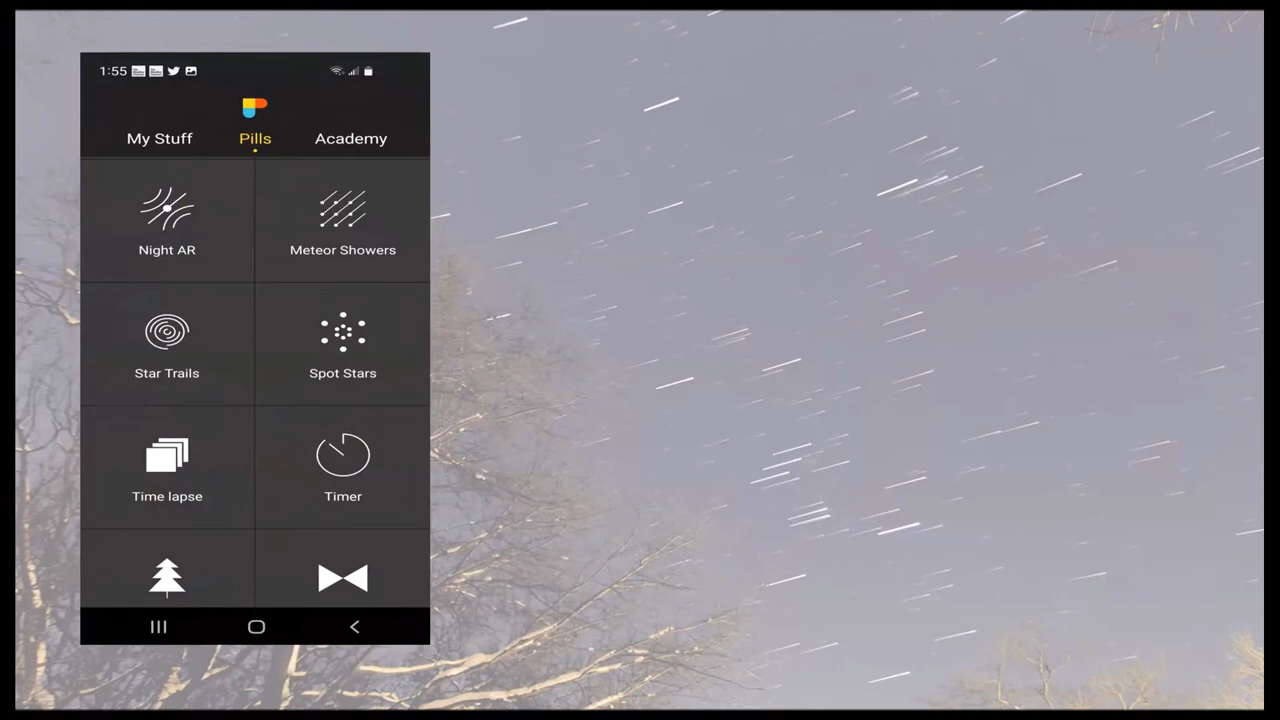 1:55
My Stuff Pills Academy
Night AR Meteor Showers
Star Trails Spot Stars
Time lapse Timer